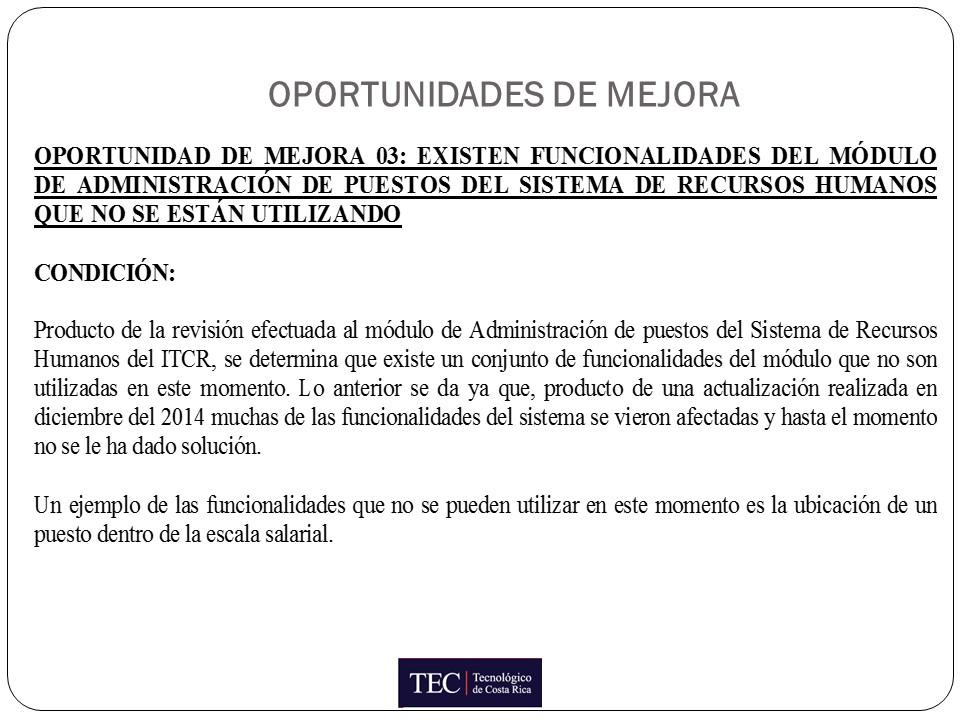 OPORTUNIDADES DE MEJORA
OPORTUNIDAD DE MEJORA 03: EXISTEN FUNCIONALIDADES DEL MÓDULO
DE ADMINISTRACIÓN DE PUESTOS DEL SISTEMA DE RECURSOS HUMANOS
QUE NO SE ESTÁN UTILIZANDO
CONDICIÓN:
Producto de la revisión efectuada al módulo de Administración de puestos del Sistema de Recursos
Humanos del ITCR, se determina que existe un conjunto de funcionalidades del módulo que no son
utilizadas en este momento. Lo anterior se da ya que, producto de una actualización realizada en
diciembre del 2014 muchas de las funcionalidades del sistema se vieron afectadas y hasta el momento
no se le ha dado solución.
Un ejemplo de las funcionalidades que no se pueden utilizar en este momento es la ubicación de un
puesto dentro de la escala salarial.
TEC | Tecnológico
de Costa Rica